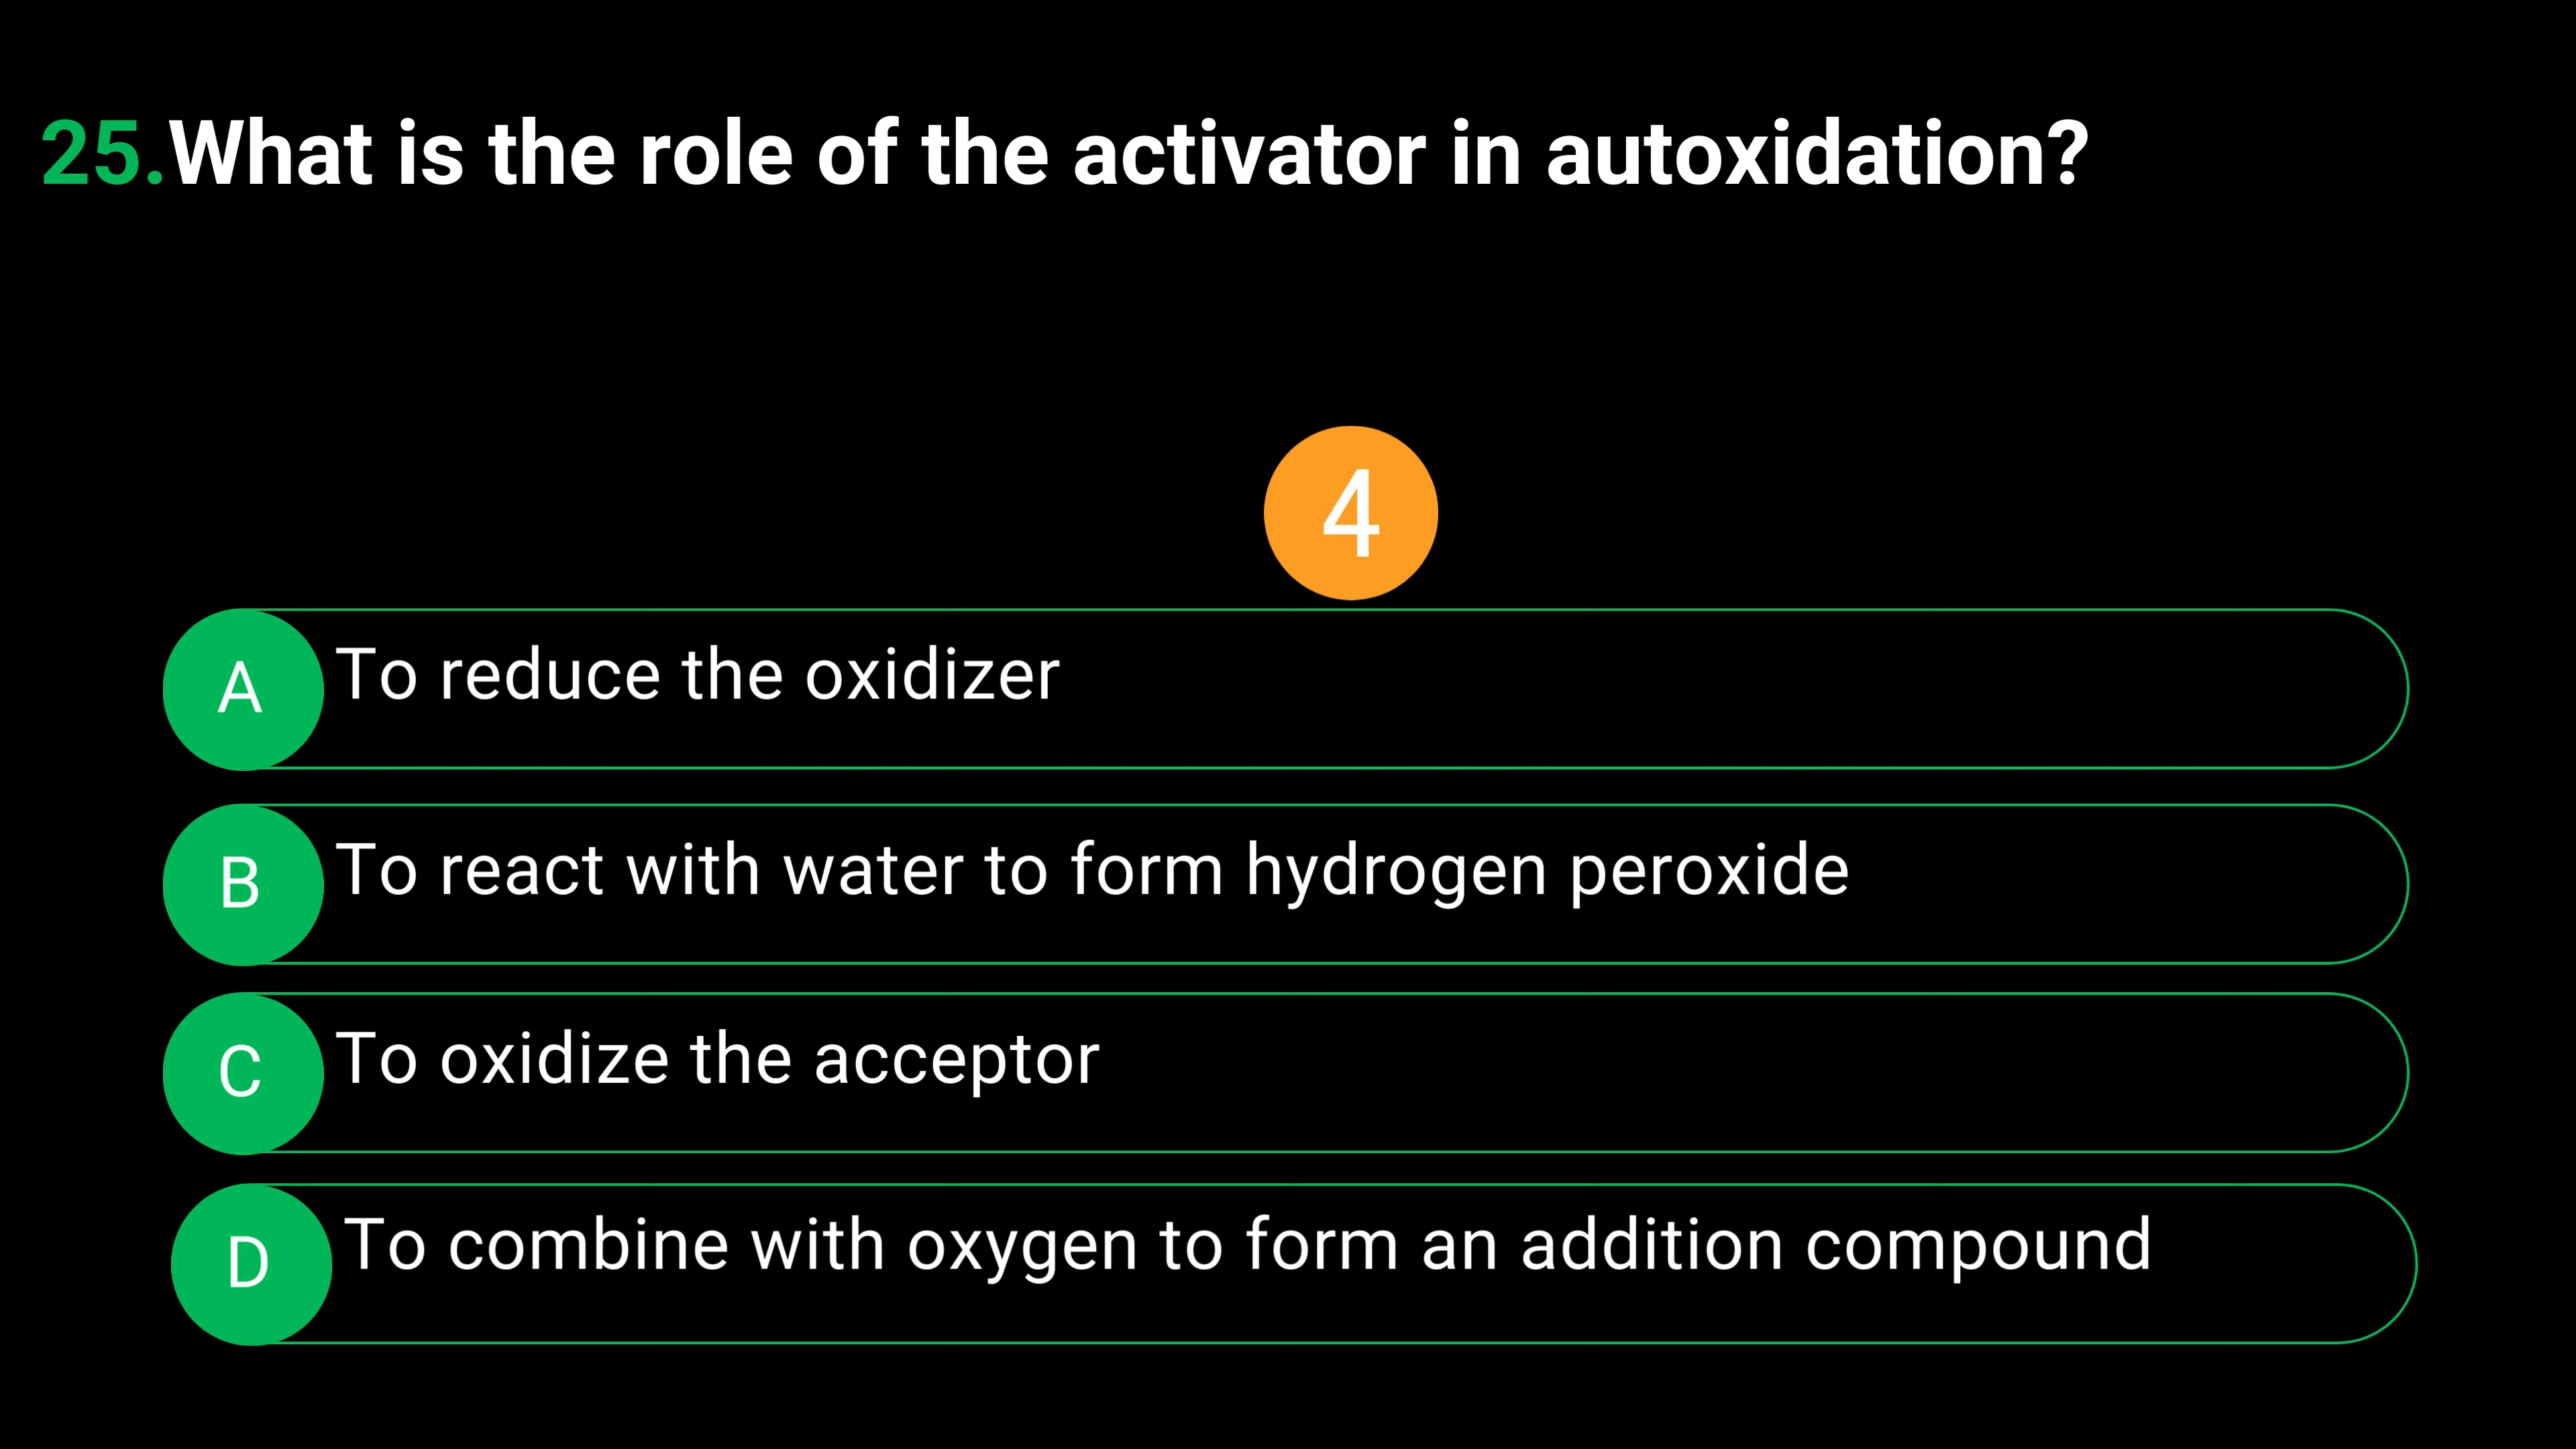 25.What is the role of the activator in autoxidation?
4
A To reduce the oxidizer
B To react with water to form hydrogen peroxide
C To oxidize the acceptor
D To combine with oxygen to form an addition compound